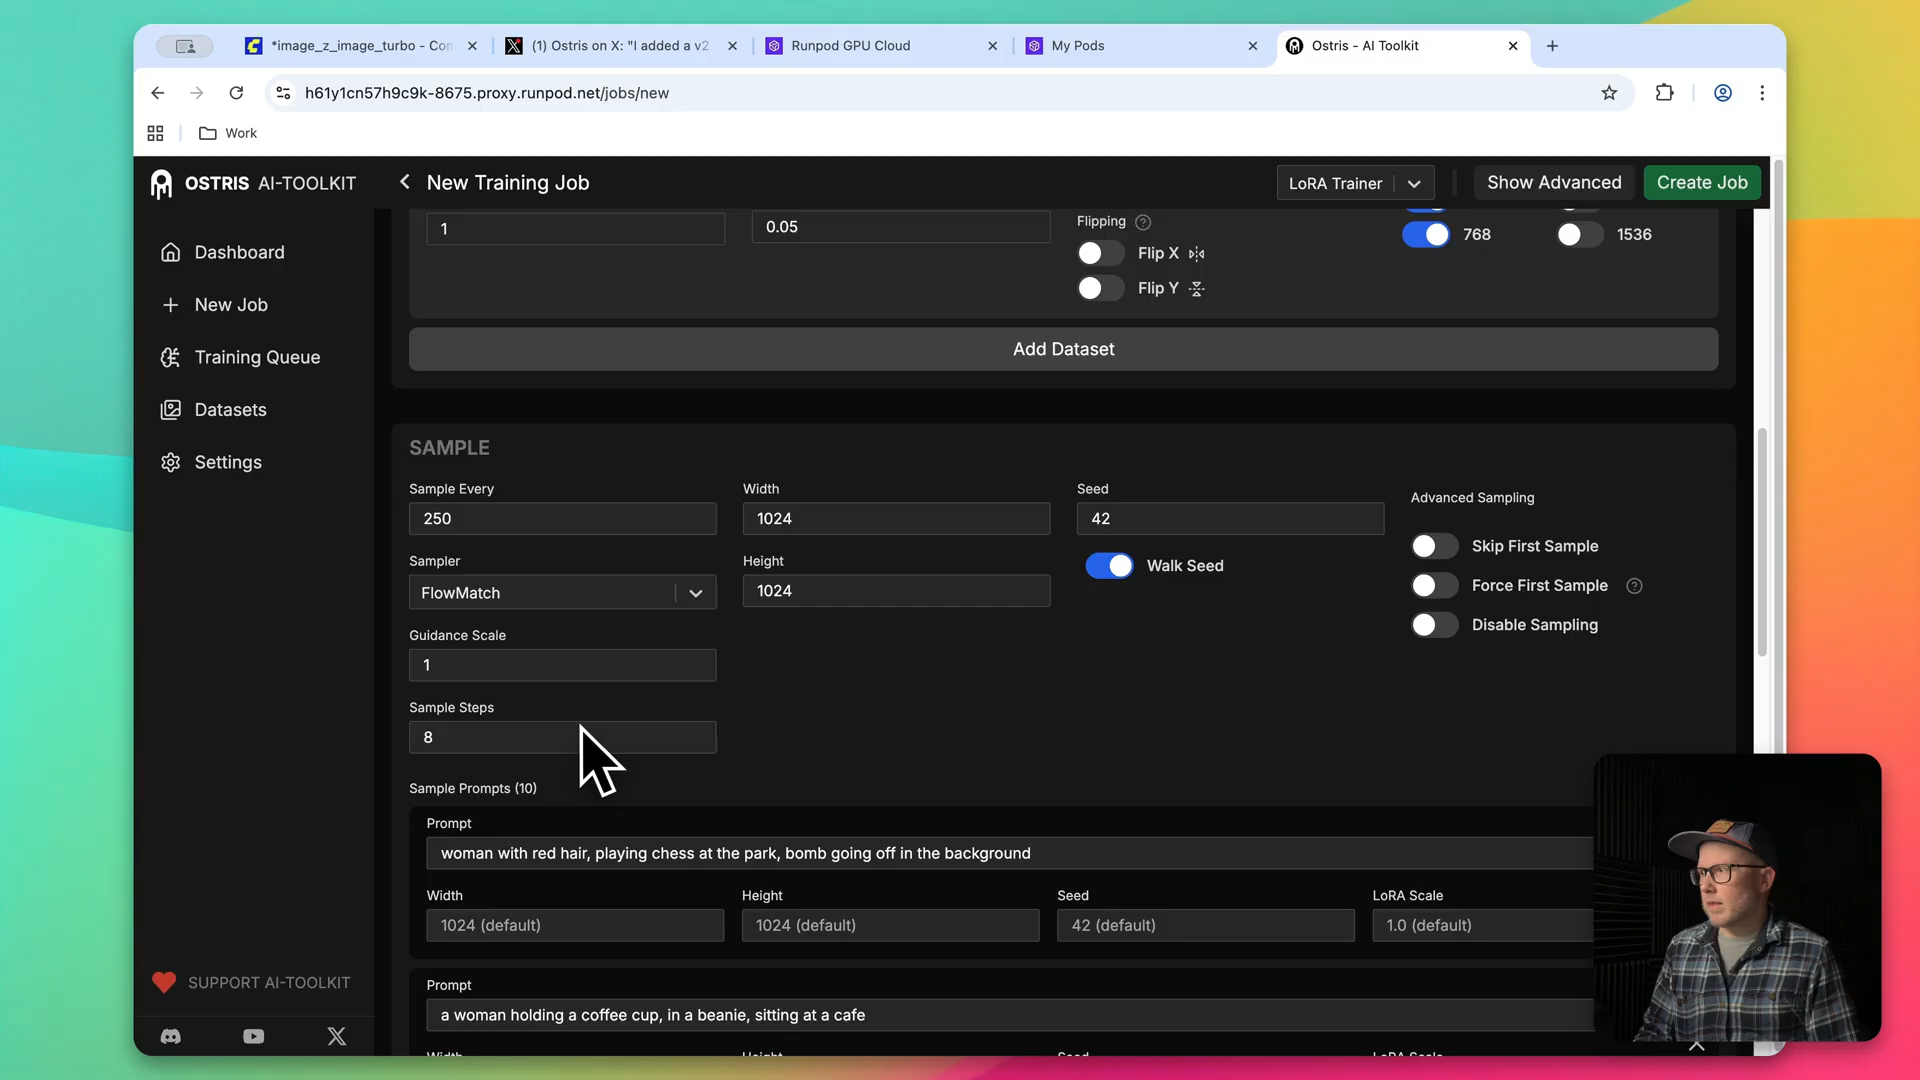 *image_z_image_turbo - Con
(1) Ostris on X: "I added a v2
Runpod GPU Cloud
My Pods
Ostris - AI Toolkit
h61y1cn57h9c9k-8675.proxy.runpod.net/jobs/new
Work
OSTRIS AI-TOOLKIT
New Training Job
LoRA Trainer
Show Advanced
Create Job
Dashboard
New Job
Training Queue
Datasets
Settings
SUPPORT AI-TOOLKIT
1
0.05
Flipping
Flip X
Flip Y
768
1536
Add Dataset
SAMPLE
Sample Every
250
Width
1024
Seed
42
Advanced Sampling
Skip First Sample
Force First Sample
Disable Sampling
Sampler
FlowMatch
Height
1024
Walk Seed
Guidance Scale
1
Sample Steps
8
Sample Prompts (10)
Prompt
woman with red hair, playing chess at the park, bomb going off in the background
Width
Height
Seed
LoRA Scale
1024 (default)
1024 (default)
42 (default)
1.0 (default)
Prompt
a woman holding a coffee cup, in a beanie, sitting at a cafe
Width
Height
Seed
LoRA Scale